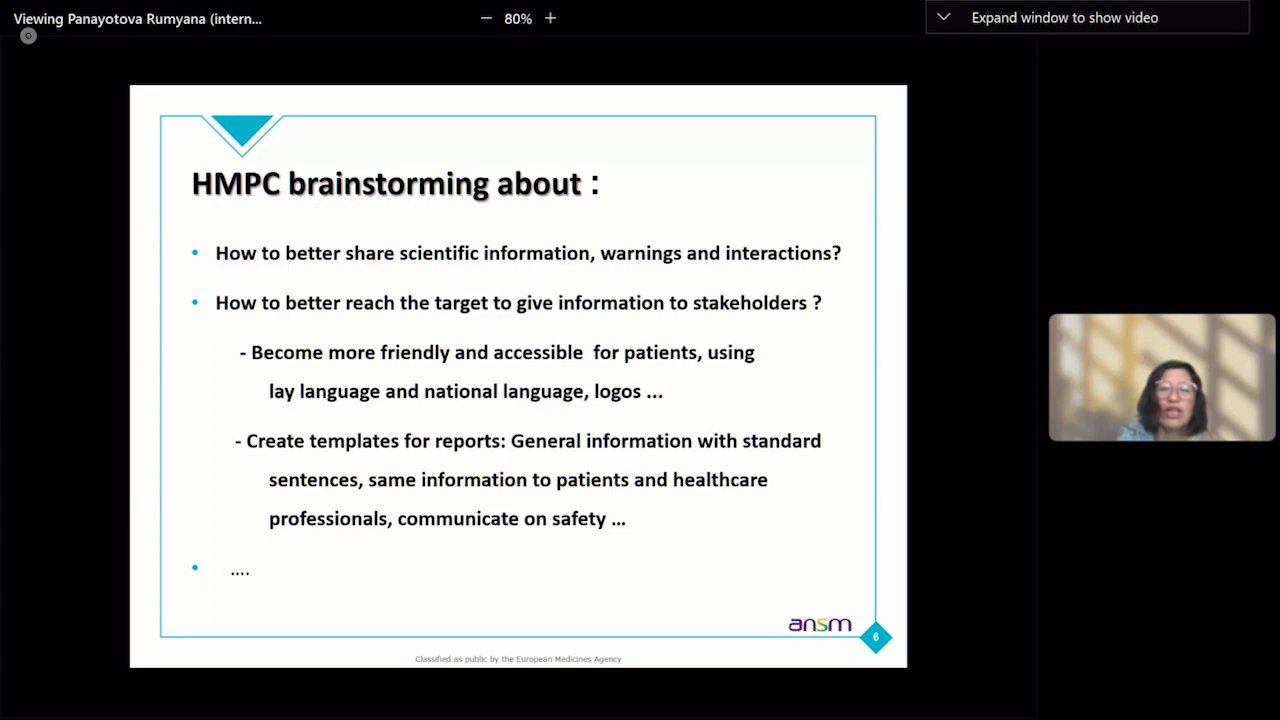 Viewing Panayotova Rumyana (intern...
− 80% +
Expand window to show video
HMPC brainstorming about :
• How to better share scientific information, warnings and interactions?
• How to better reach the target to give information to stakeholders ?
- Become more friendly and accessible for patients, using
lay language and national language, logos ...
- Create templates for reports: General information with standard
sentences, same information to patients and healthcare
professionals, communicate on safety ...
• ....
ansm
6
Classified as public by the European Medicines Agency